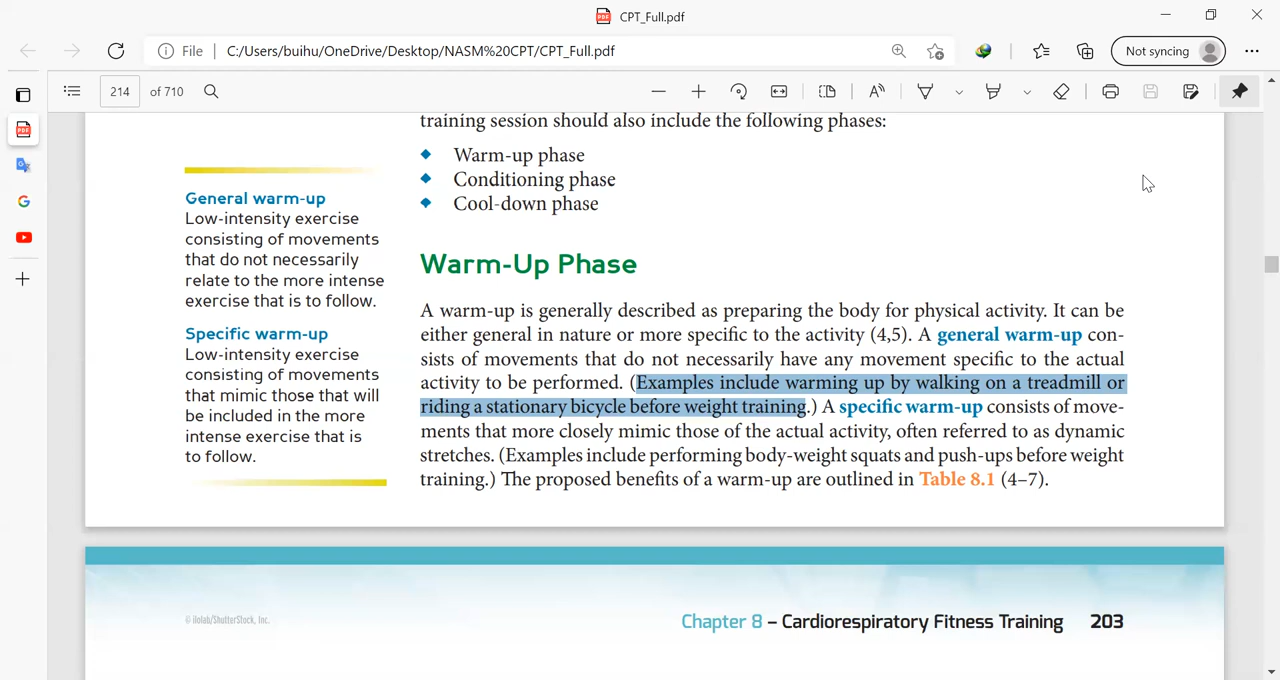 CPT_Full.pdf
File
C:/Users/buihu/OneDrive/Desktop/NASM%20CPT/CPT_Full.pdf
Not syncing
214 of 710
training session should also include the following phases:
Warm-up phase
Conditioning phase
Cool-down phase
General warm-up
Low-intensity exercise
consisting of movements
that do not necessarily
relate to the more intense
exercise that is to follow.
Specific warm-up
Low-intensity exercise
consisting of movements
that mimic those that will
be included in the more
intense exercise that is
to follow.
Warm-Up Phase
A warm-up is generally described as preparing the body for physical activity. It can be
either general in nature or more specific to the activity (4,5). A general warm-up con-
sists of movements that do not necessarily have any movement specific to the actual
activity to be performed. (Examples include warming up by walking on a treadmill or
riding a stationary bicycle before weight training.) A specific warm-up consists of move-
ments that more closely mimic those of the actual activity, often referred to as dynamic
stretches. (Examples include performing body-weight squats and push-ups before weight
training.) The proposed benefits of a warm-up are outlined in Table 8.1 (4–7).
© ilolab/ShutterStock, Inc.
Chapter 8 – Cardiorespiratory Fitness Training 203